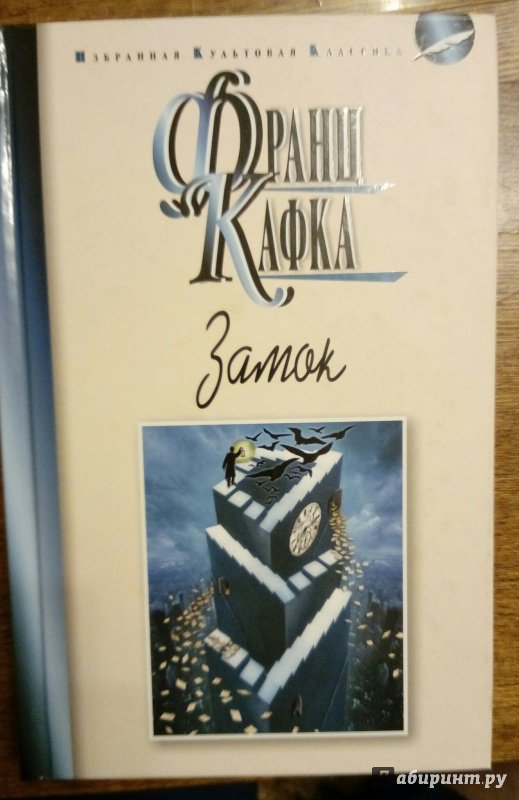 Избранная Культовая Классика
Франц
Кафка
Замок
Лабиринт.ру